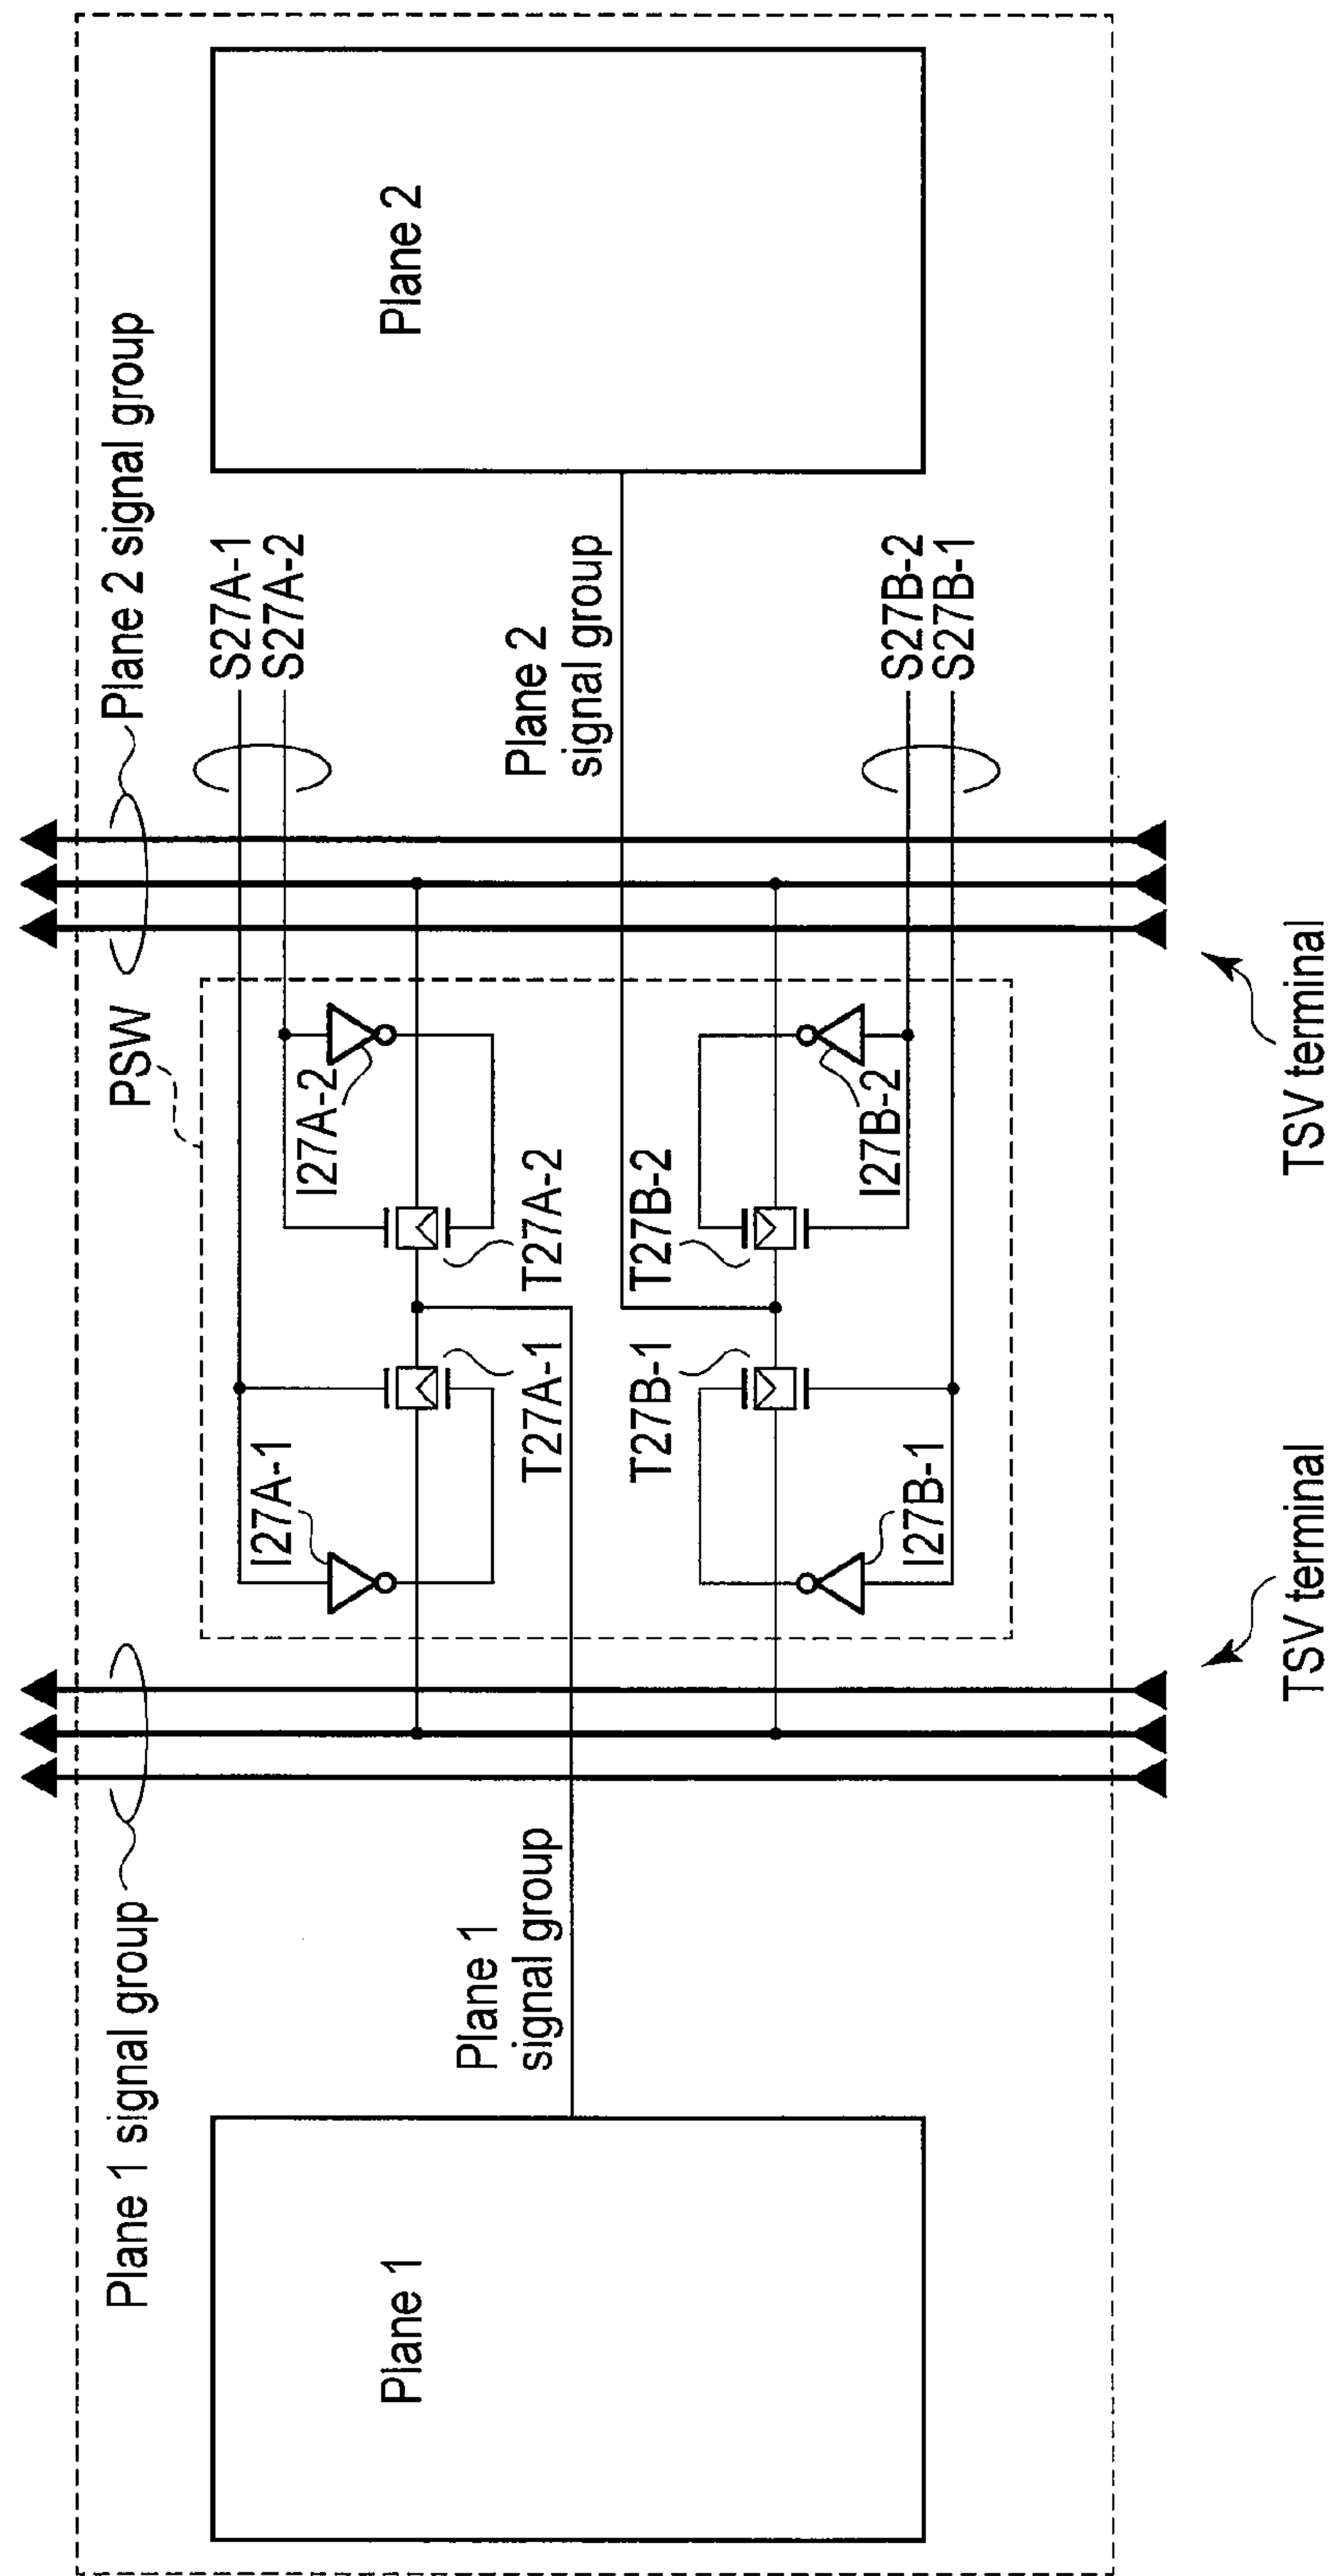 Plane 1 signal group
PSW
Plane 2 signal group
S27A-1
S27A-2
I27A-1
I27A-2
Plane 1
Plane 2
Plane 1
signal group
T27A-1
T27A-2
Plane 2
signal group
T27B-1
T27B-2
I27B-1
I27B-2
S27B-2
S27B-1
TSV terminal
TSV terminal